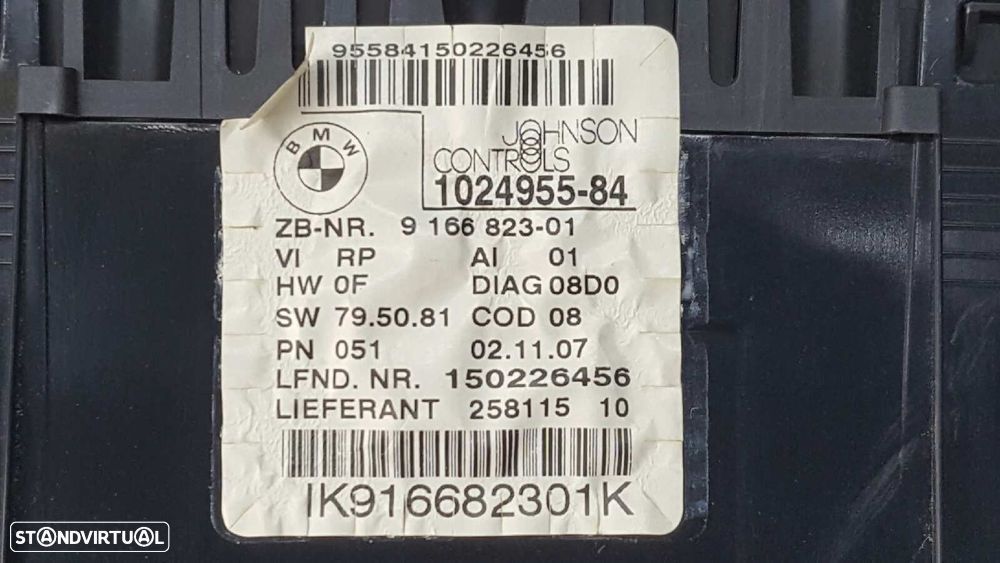 95584150226456
BMW
JOHNSON
CONTROLS
1024955-84
ZB-NR. 9 166 823-01
VI RP AI 01
HW 0F DIAG 08D0
SW 79.50.81 COD 08
PN 051 02.11.07
LFND. NR. 150226456
LIEFERANT 258115 10
IK916682301K
STANDVIRTUAL